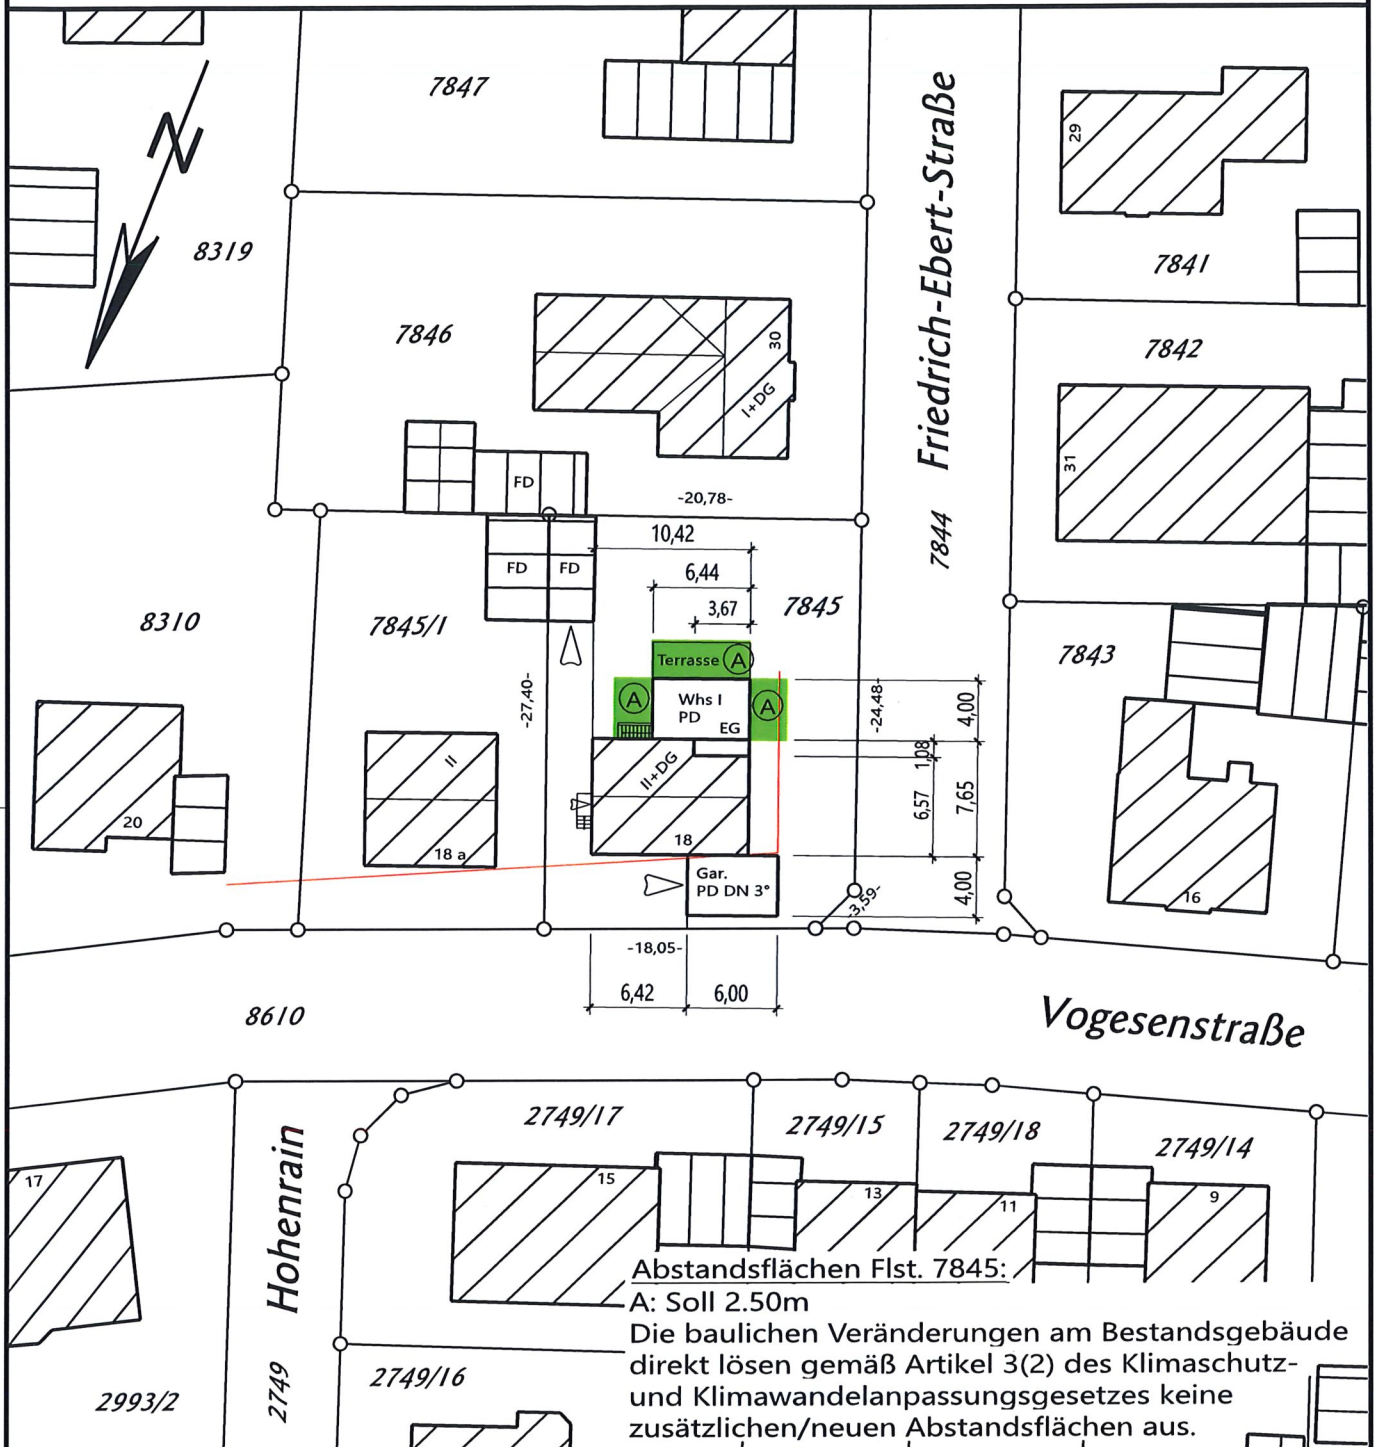 7847
Friedrich-Ebert-Straße
29
N
8319
7841
7846
30
I+DG
7842
31
FD
-20,78-
10,42
7844
FD
FD
6,44
3,67
7845
8310
7845/1
7843
Terrasse A
A
Whs I
PD
EG
A
-27,40-
-24,48-
4,00
II
II+DG
1,08
6,57
7,65
20
18 a
18
Gar.
PD DN 3°
4,00
-3,59-
16
-18,05-
6,42
6,00
8610
Vogesenstraße
2749/17
2749/15
2749/18
2749/14
Hohenrain
17
15
13
11
9
Abstandsflächen Flst. 7845:
A: Soll 2.50m
Die baulichen Veränderungen am Bestandsgebäude
direkt lösen gemäß Artikel 3(2) des Klimaschutz-
und Klimawandelanpassungsgesetzes keine
zusätzlichen/neuen Abstandsflächen aus.
2749
2749/16
2993/2